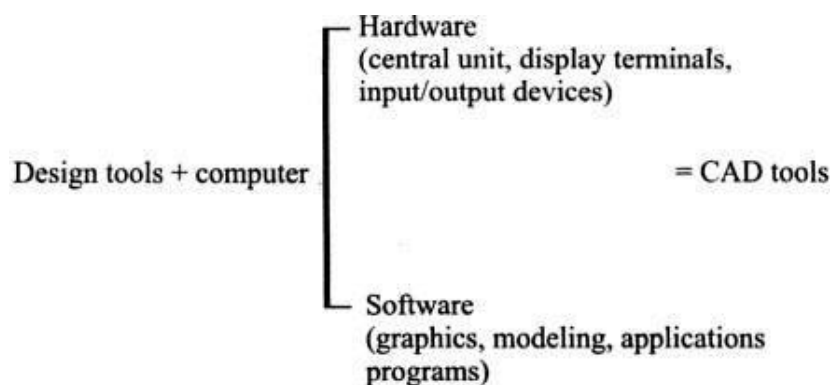 Hardware
(central unit, display terminals,
input/output devices)
Design tools + computer
= CAD tools
Software
(graphics, modeling, applications
programs)